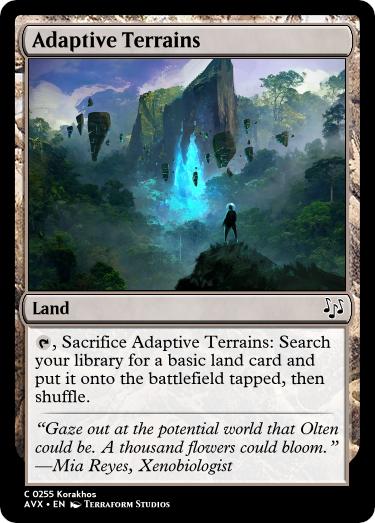 Adaptive Terrains
Land
, Sacrifice Adaptive Terrains: Search
your library for a basic land card and
put it onto the battlefield tapped, then
shuffle.
“Gaze out at the potential world that Olten
could be. A thousand flowers could bloom.”
—Mia Reyes, Xenobiologist
C 0255 Korakhos
AVX • EN Terraform Studios